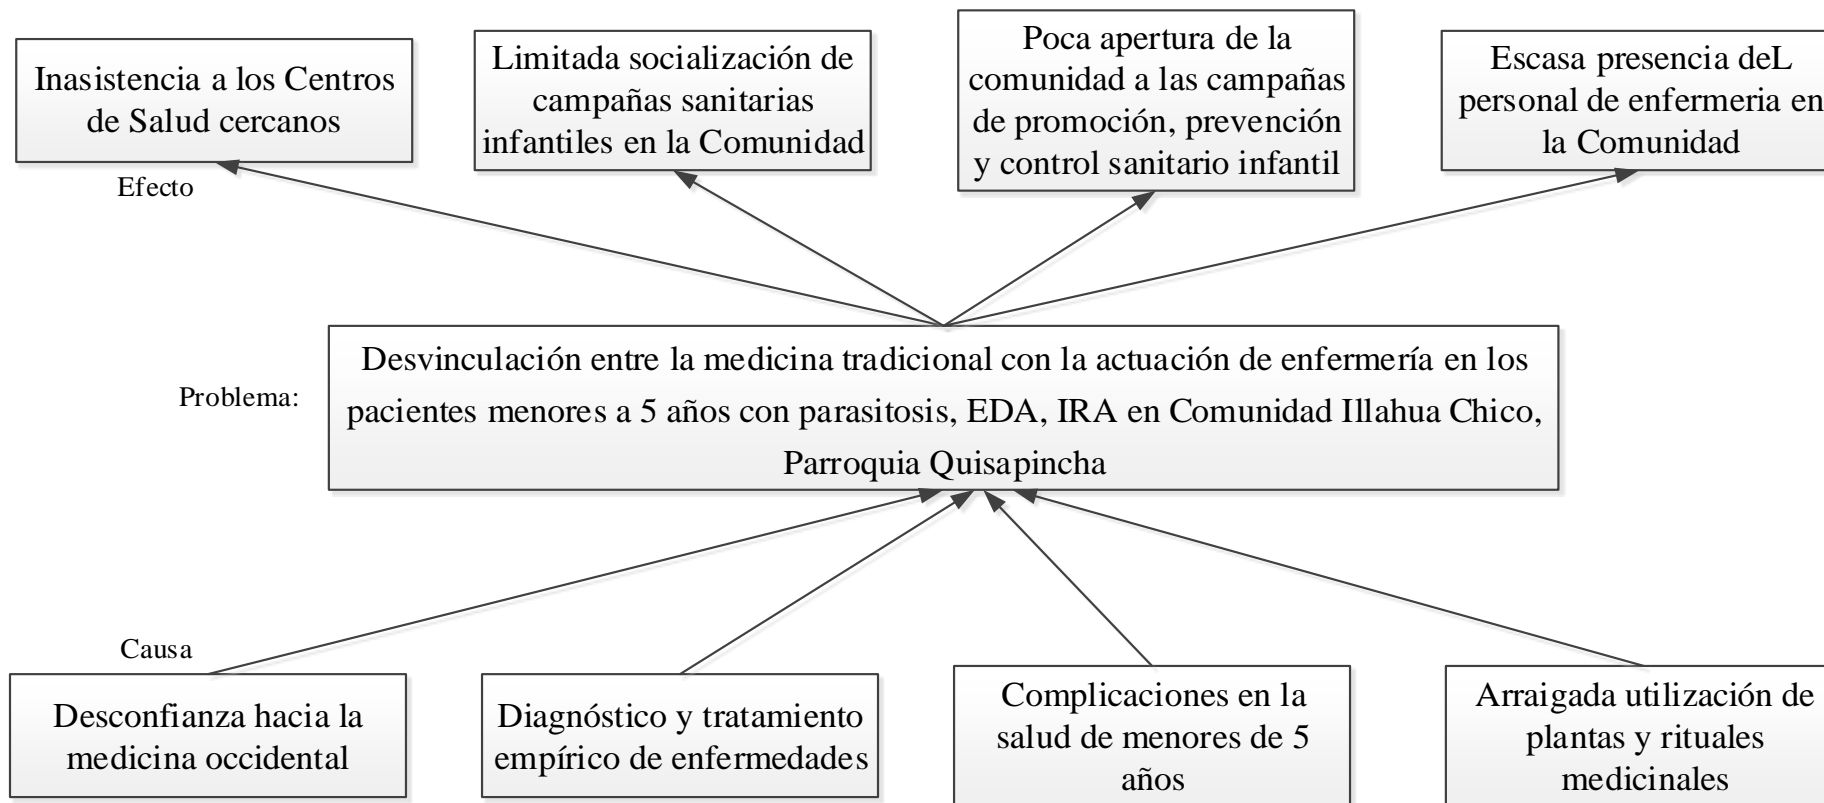 Inasistencia a los Centros
de Salud cercanos
Limitada socialización de
campañas sanitarias
infantiles en la Comunidad
Poca apertura de la
comunidad a las campañas
de promoción, prevención
y control sanitario infantil
Escasa presencia deL
personal de enfermeria en
la Comunidad
Efecto
Problema:
Desvinculación entre la medicina tradicional con la actuación de enfermería en los
pacientes menores a 5 años con parasitosis, EDA, IRA en Comunidad Illahua Chico,
Parroquia Quisapincha
Causa
Desconfianza hacia la
medicina occidental
Diagnóstico y tratamiento
empírico de enfermedades
Complicaciones en la
salud de menores de 5
años
Arraigada utilización de
plantas y rituales
medicinales